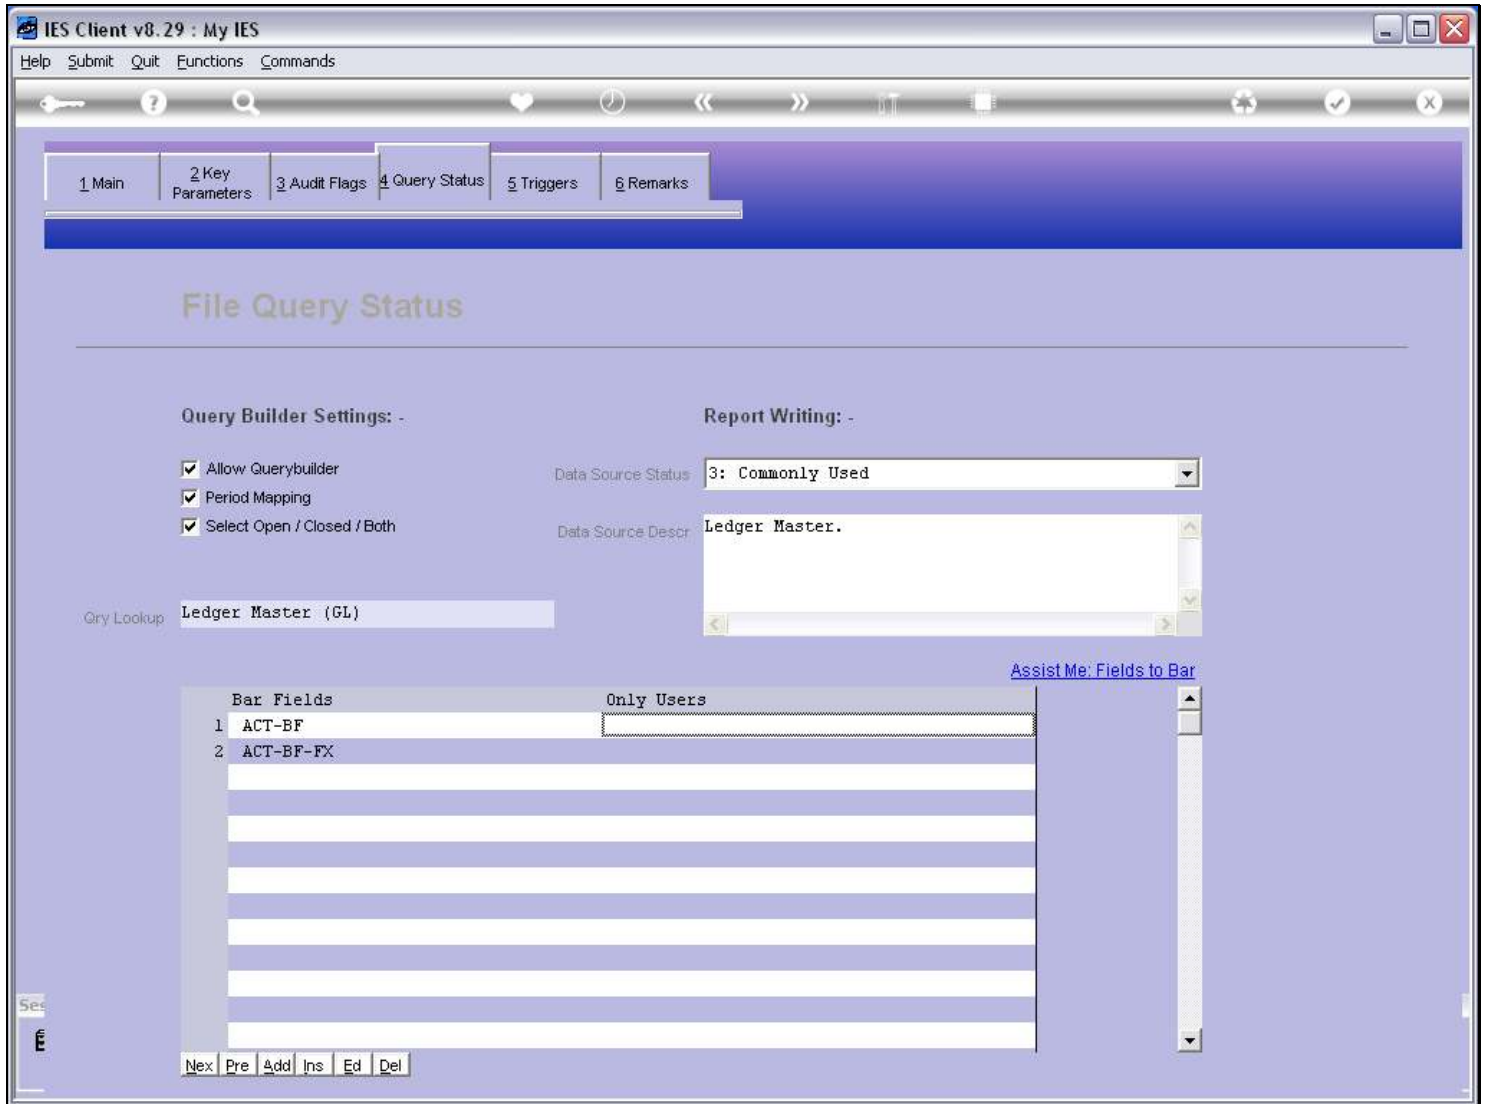 IES Client v8.29 : My IES
Help Submit Quit Functions Commands
1 Main
2 Key
Parameters
3 Audit Flags
4 Query Status
5 Triggers
6 Remarks
File Query Status
Query Builder Settings: -
Report Writing: -
Allow Querybuilder
Data Source Status
3: Commonly Used
Period Mapping
Select Open / Closed / Both
Data Source Descr
Ledger Master.
Qry Lookup
Ledger Master (GL)
Assist Me: Fields to Bar
Bar Fields Only Users
1 ACT-BF
2 ACT-BF-FX
Ses
Nex Pre Add Ins Ed Del